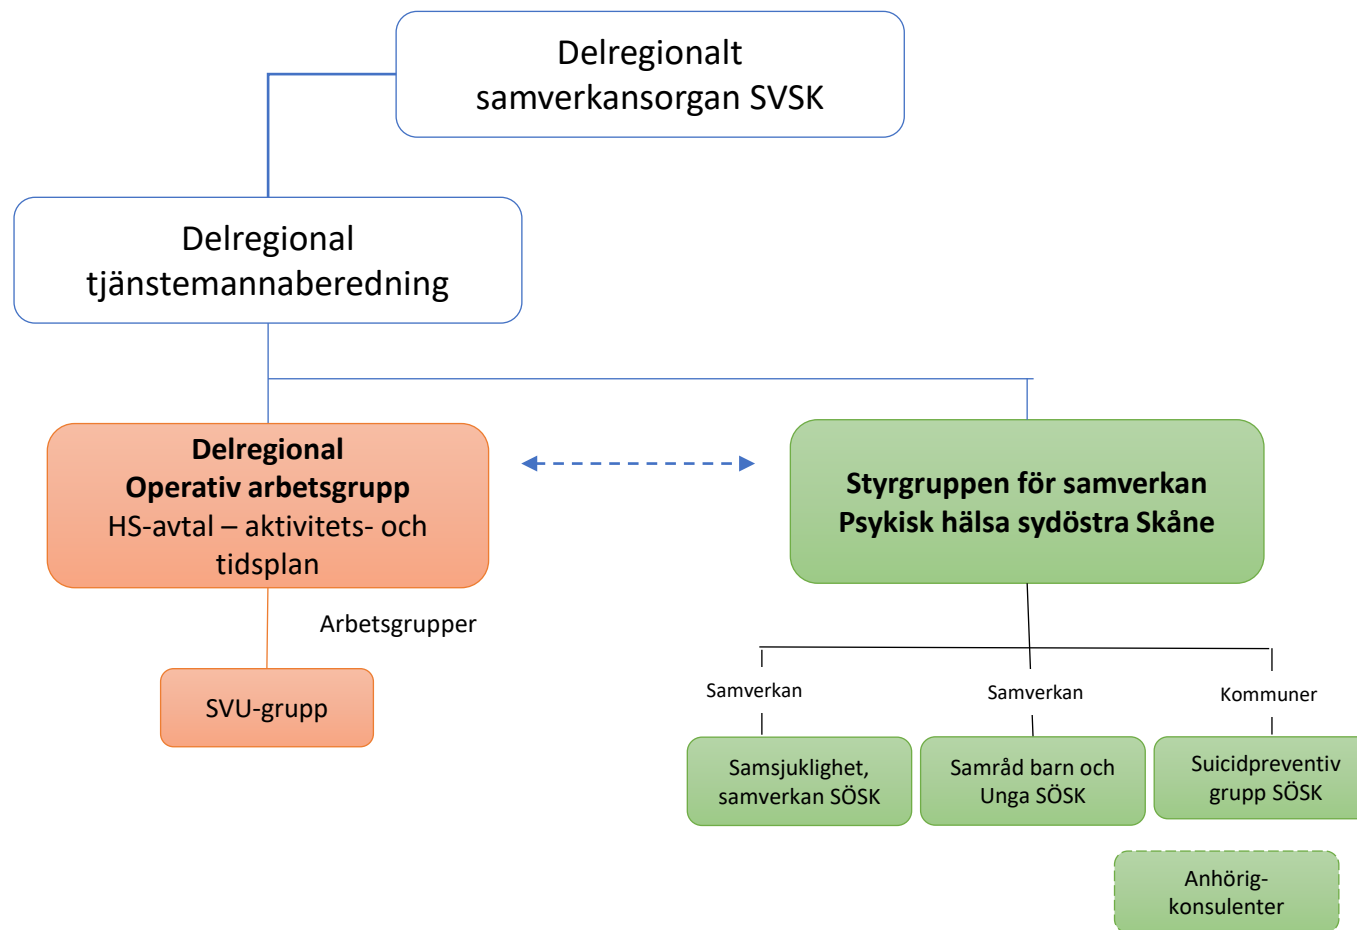 Delregionalt
samverkansorgan SVSK
Delregional
tjänstemannaberedning
Delregional
Operativ arbetsgrupp
HS-avtal – aktivitets- och
tidsplan
Styrgruppen för samverkan
Psykisk hälsa sydöstra Skåne
Arbetsgrupper
SVU-grupp
Samverkan
Samverkan
Kommuner
Samsjuklighet,
samverkan SÖSK
Samråd barn och
Unga SÖSK
Suicidpreventiv
grupp SÖSK
Anhörig-
konsulenter